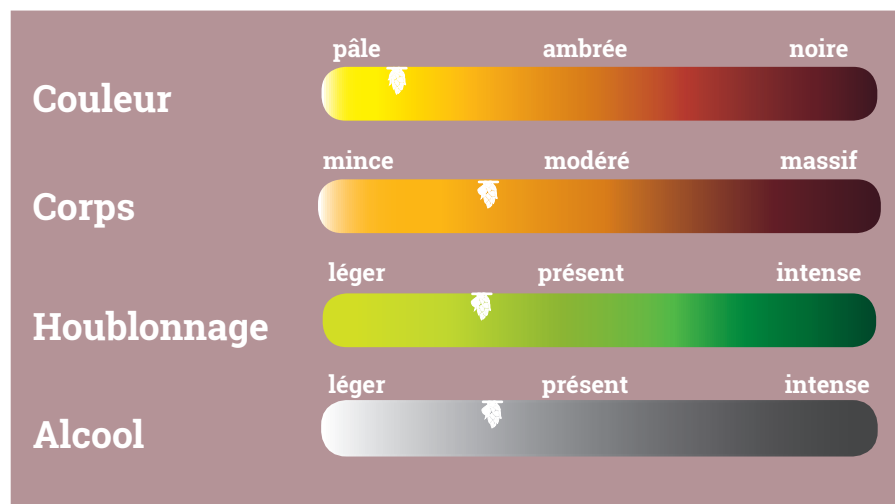 pâle ambrée noire
Couleur
mince modéré massif
Corps
léger présent intense
Houblonnage
léger présent intense
Alcool